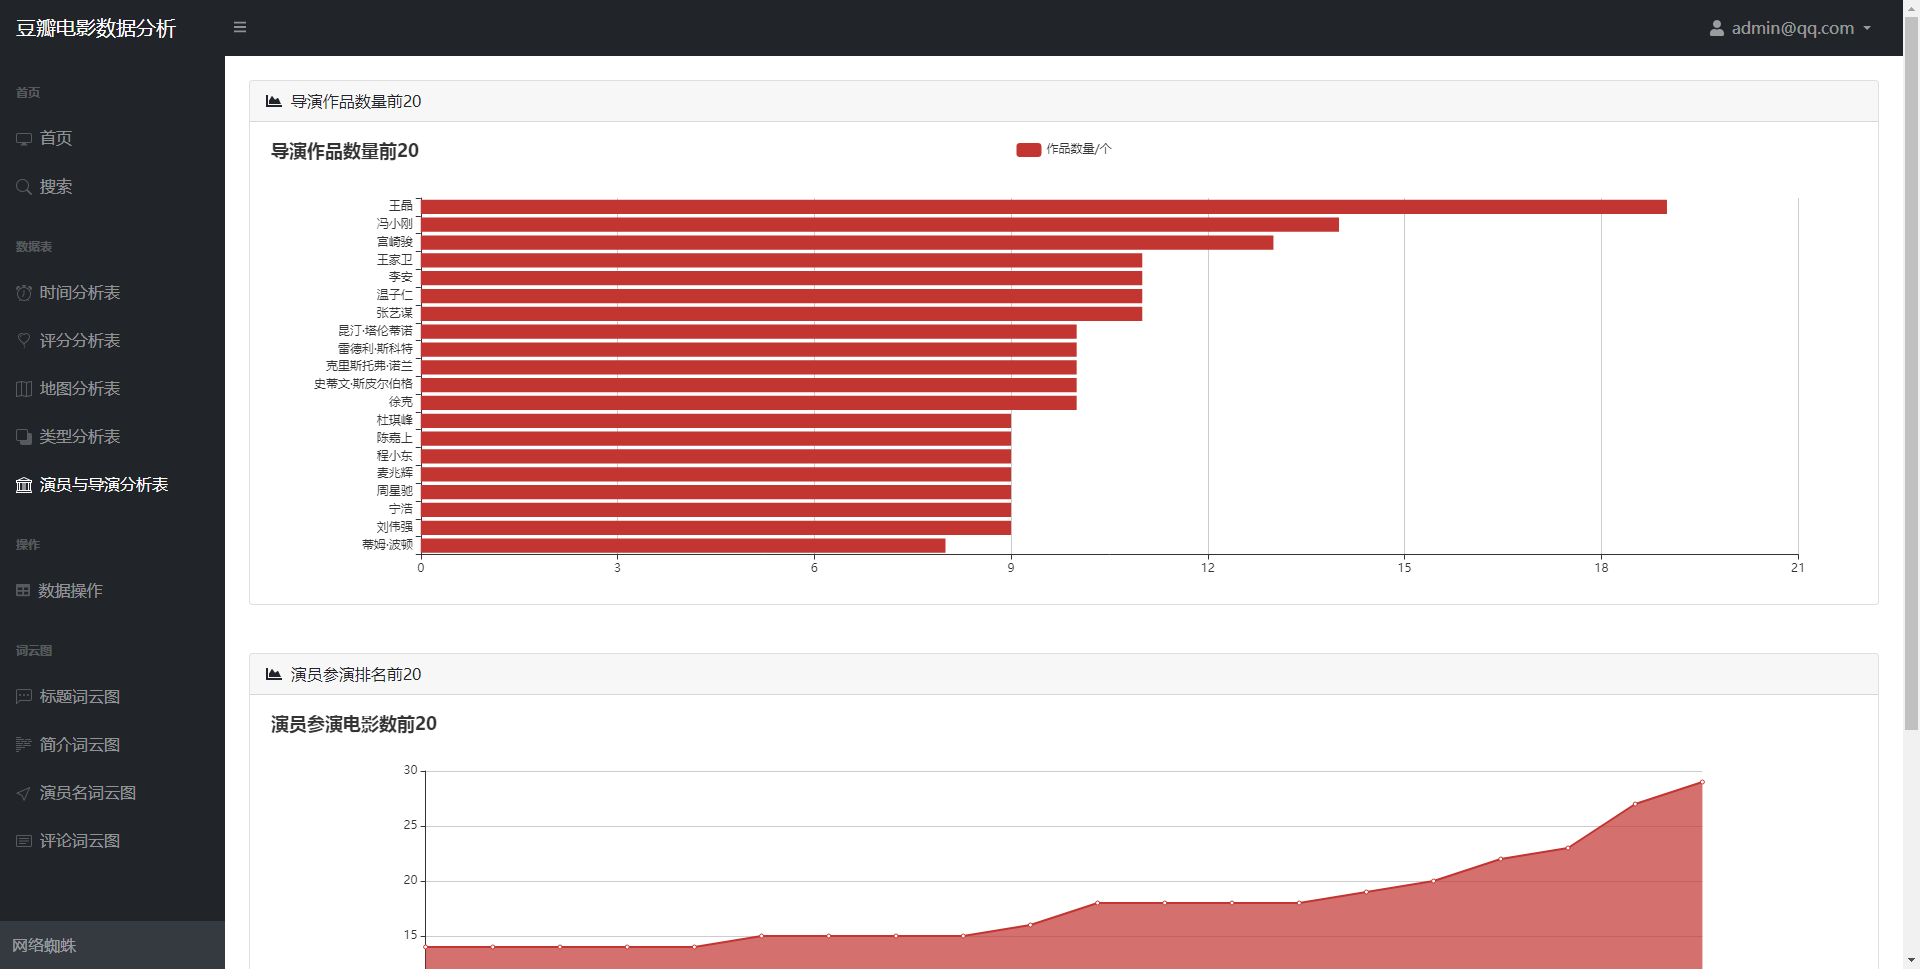 豆瓣电影数据分析
admin@qq.com
首页
首页
搜索
数据表
时间分析表
评分分析表
地图分析表
类型分析表
演员与导演分析表
操作
数据操作
词云图
标题词云图
简介词云图
演员名词云图
评论词云图
网络蜘蛛
导演作品数量前20
导演作品数量前20
作品数量/个
王晶
冯小刚
宫崎骏
王家卫
李安
温子仁
张艺谋
昆汀·塔伦蒂诺
雷德利·斯科特
克里斯托弗·诺兰
史蒂文·斯皮尔伯格
徐克
杜琪峰
陈嘉上
程小东
麦兆辉
周星驰
宁浩
刘伟强
蒂姆·波顿
0 3 6 9 12 15 18 21
演员参演排名前20
演员参演电影数前20
30
25
20
15